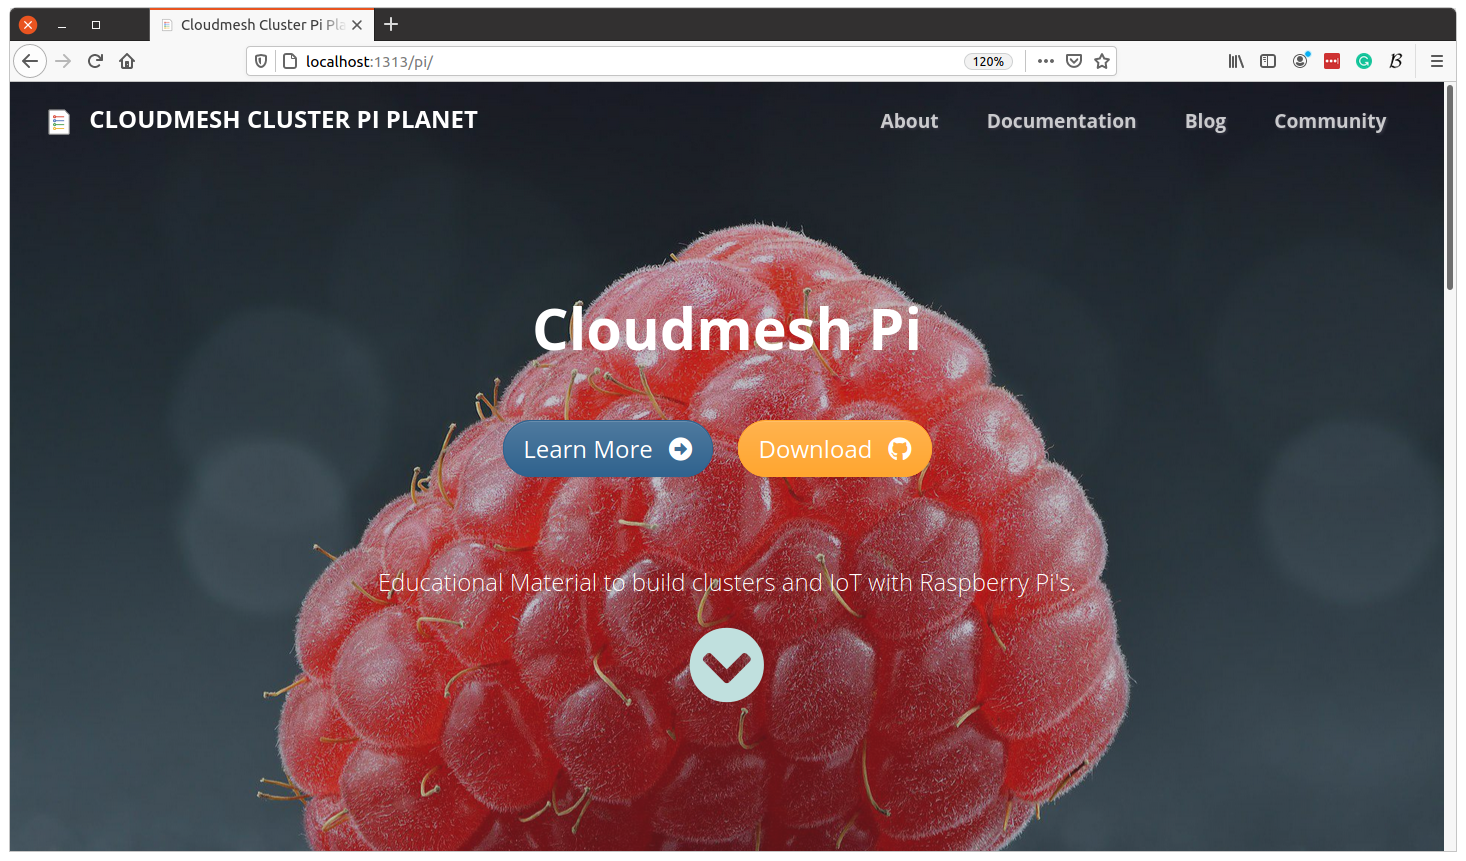 Cloudmesh Cluster Pi Pla
localhost:1313/pi/
120%
CLOUDMESH CLUSTER PI PLANET
About
Documentation
Blog
Community
Cloudmesh Pi
Learn More
Download
Educational Material to build clusters and IoT with Raspberry Pi's.